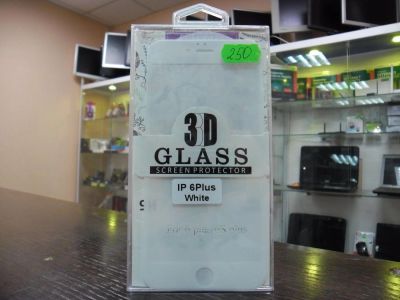 250
3D
GLASS
SCREEN PROTECTOR
IP 6Plus
White